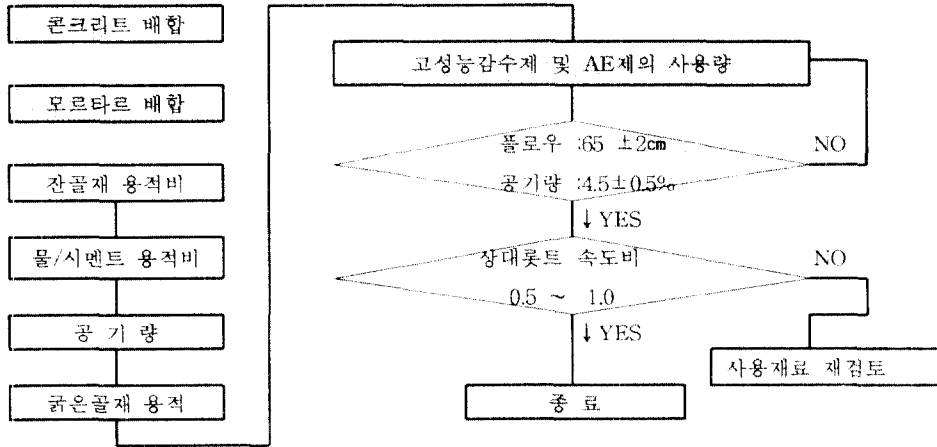 콘크리트 배합
모르타르 배합
잔골재 용적비
물/시멘트 용적비
공 기 량
굵은골재 용적
고성능감수제 및 AE제의 사용량
플로우 :65 ±2㎝
공기량 :4.5±0.5%
NO
↓ YES
상대롯트 속도비
0.5 ~ 1.0
NO
↓ YES
사용재료 재검토
종 료